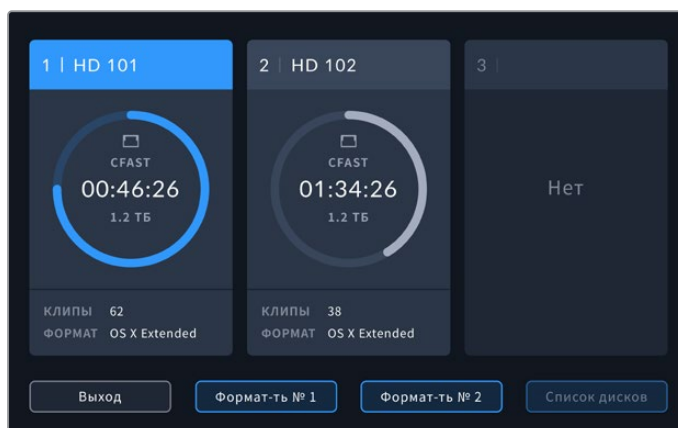 1 | HD 101
CFAST
00:46:26
1.2 ТБ
КЛИПЫ 62
ФОРМАТ OS X Extended
2 | HD 102
CFAST
01:34:26
1.2 ТБ
КЛИПЫ 38
ФОРМАТ OS X Extended
3 |
Нет
Выход
Формат-ть № 1
Формат-ть № 2
Список дисков